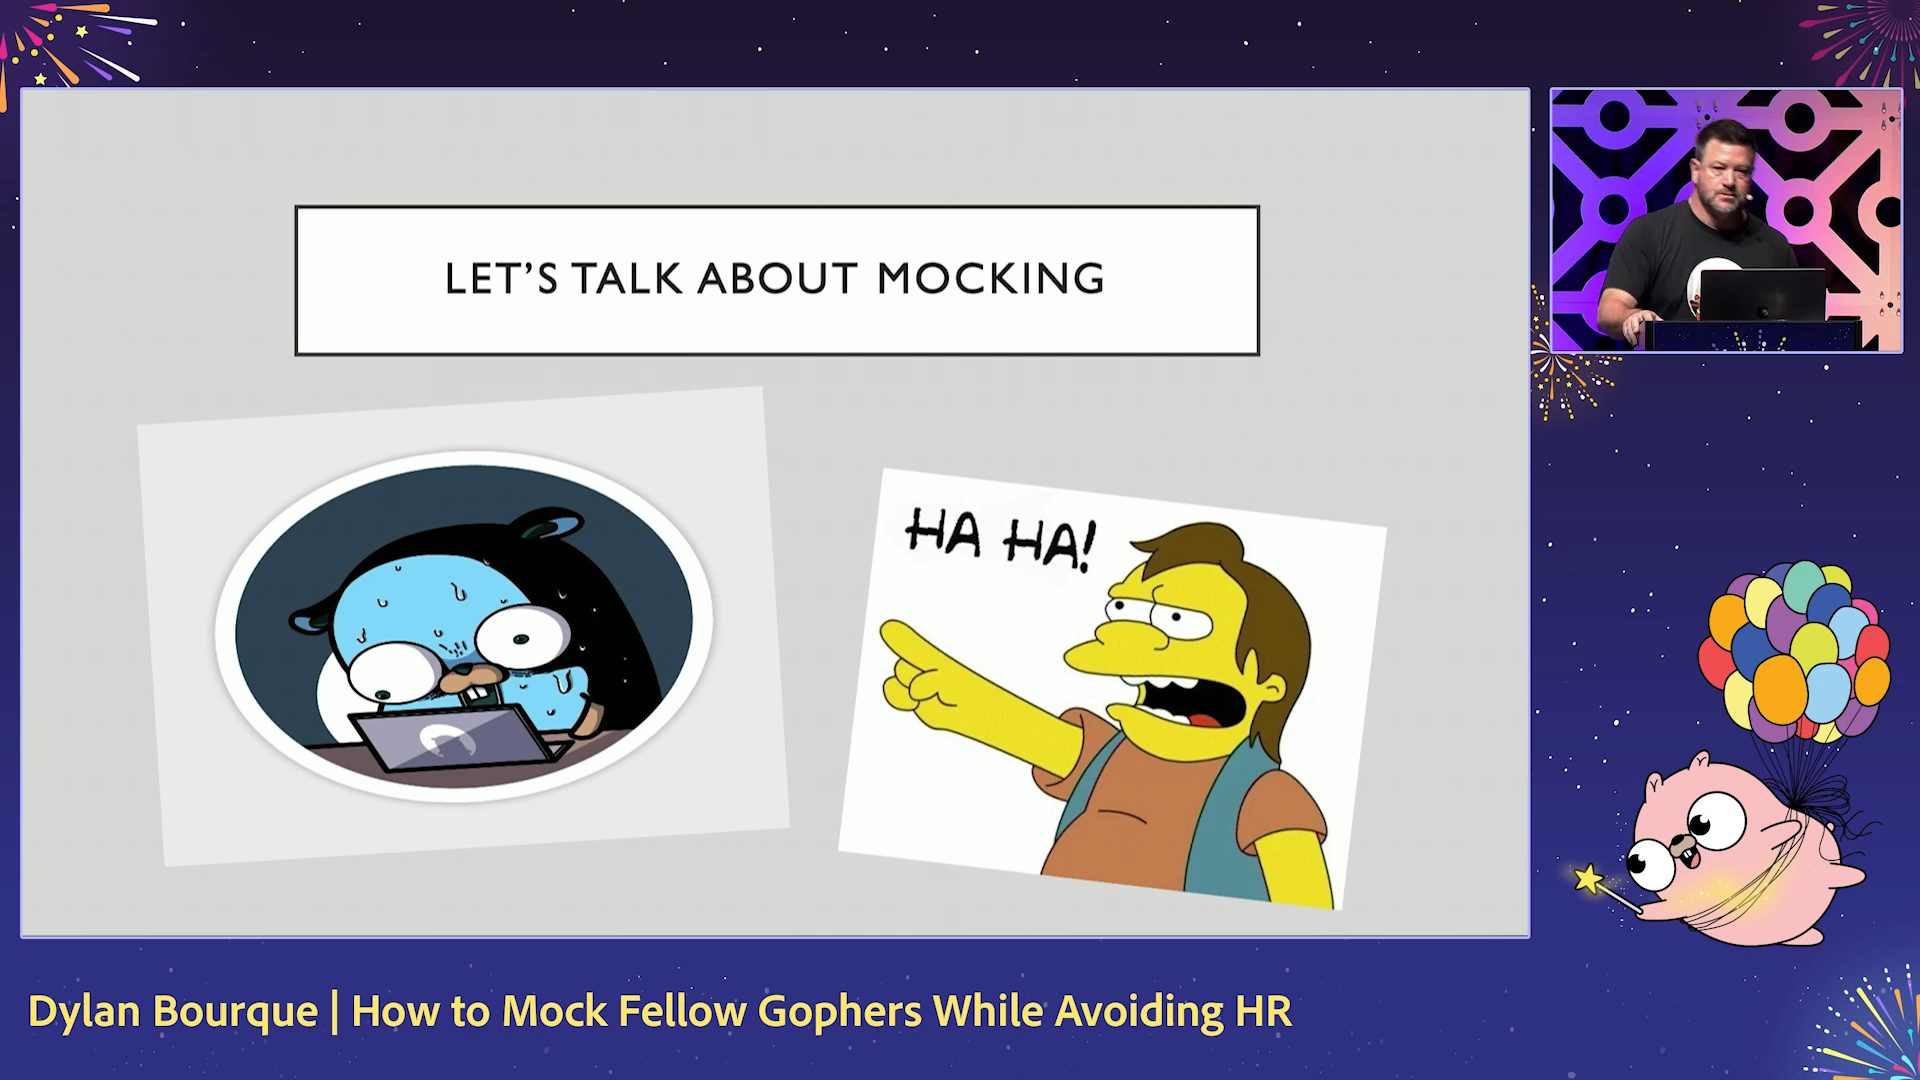 LET'S TALK ABOUT MOCKING
HA HA!
Dylan Bourque | How to Mock Fellow Gophers While Avoiding HR